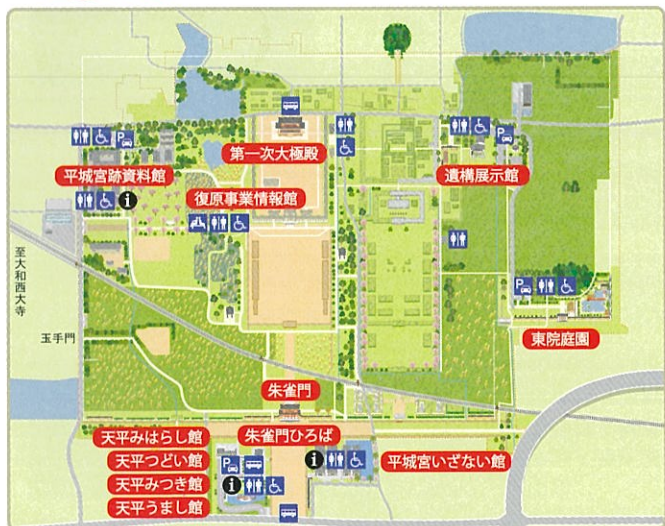 第一次大極殿
平城宮跡資料館
遺構展示館
復原事業情報館
至大和西大寺
玉手門
東院庭園
朱雀門
天平みはらし館
朱雀門ひろば
天平つどい館
平城宮いざない館
天平みつき館
天平うまし館
P
P
P
P
i
i
i